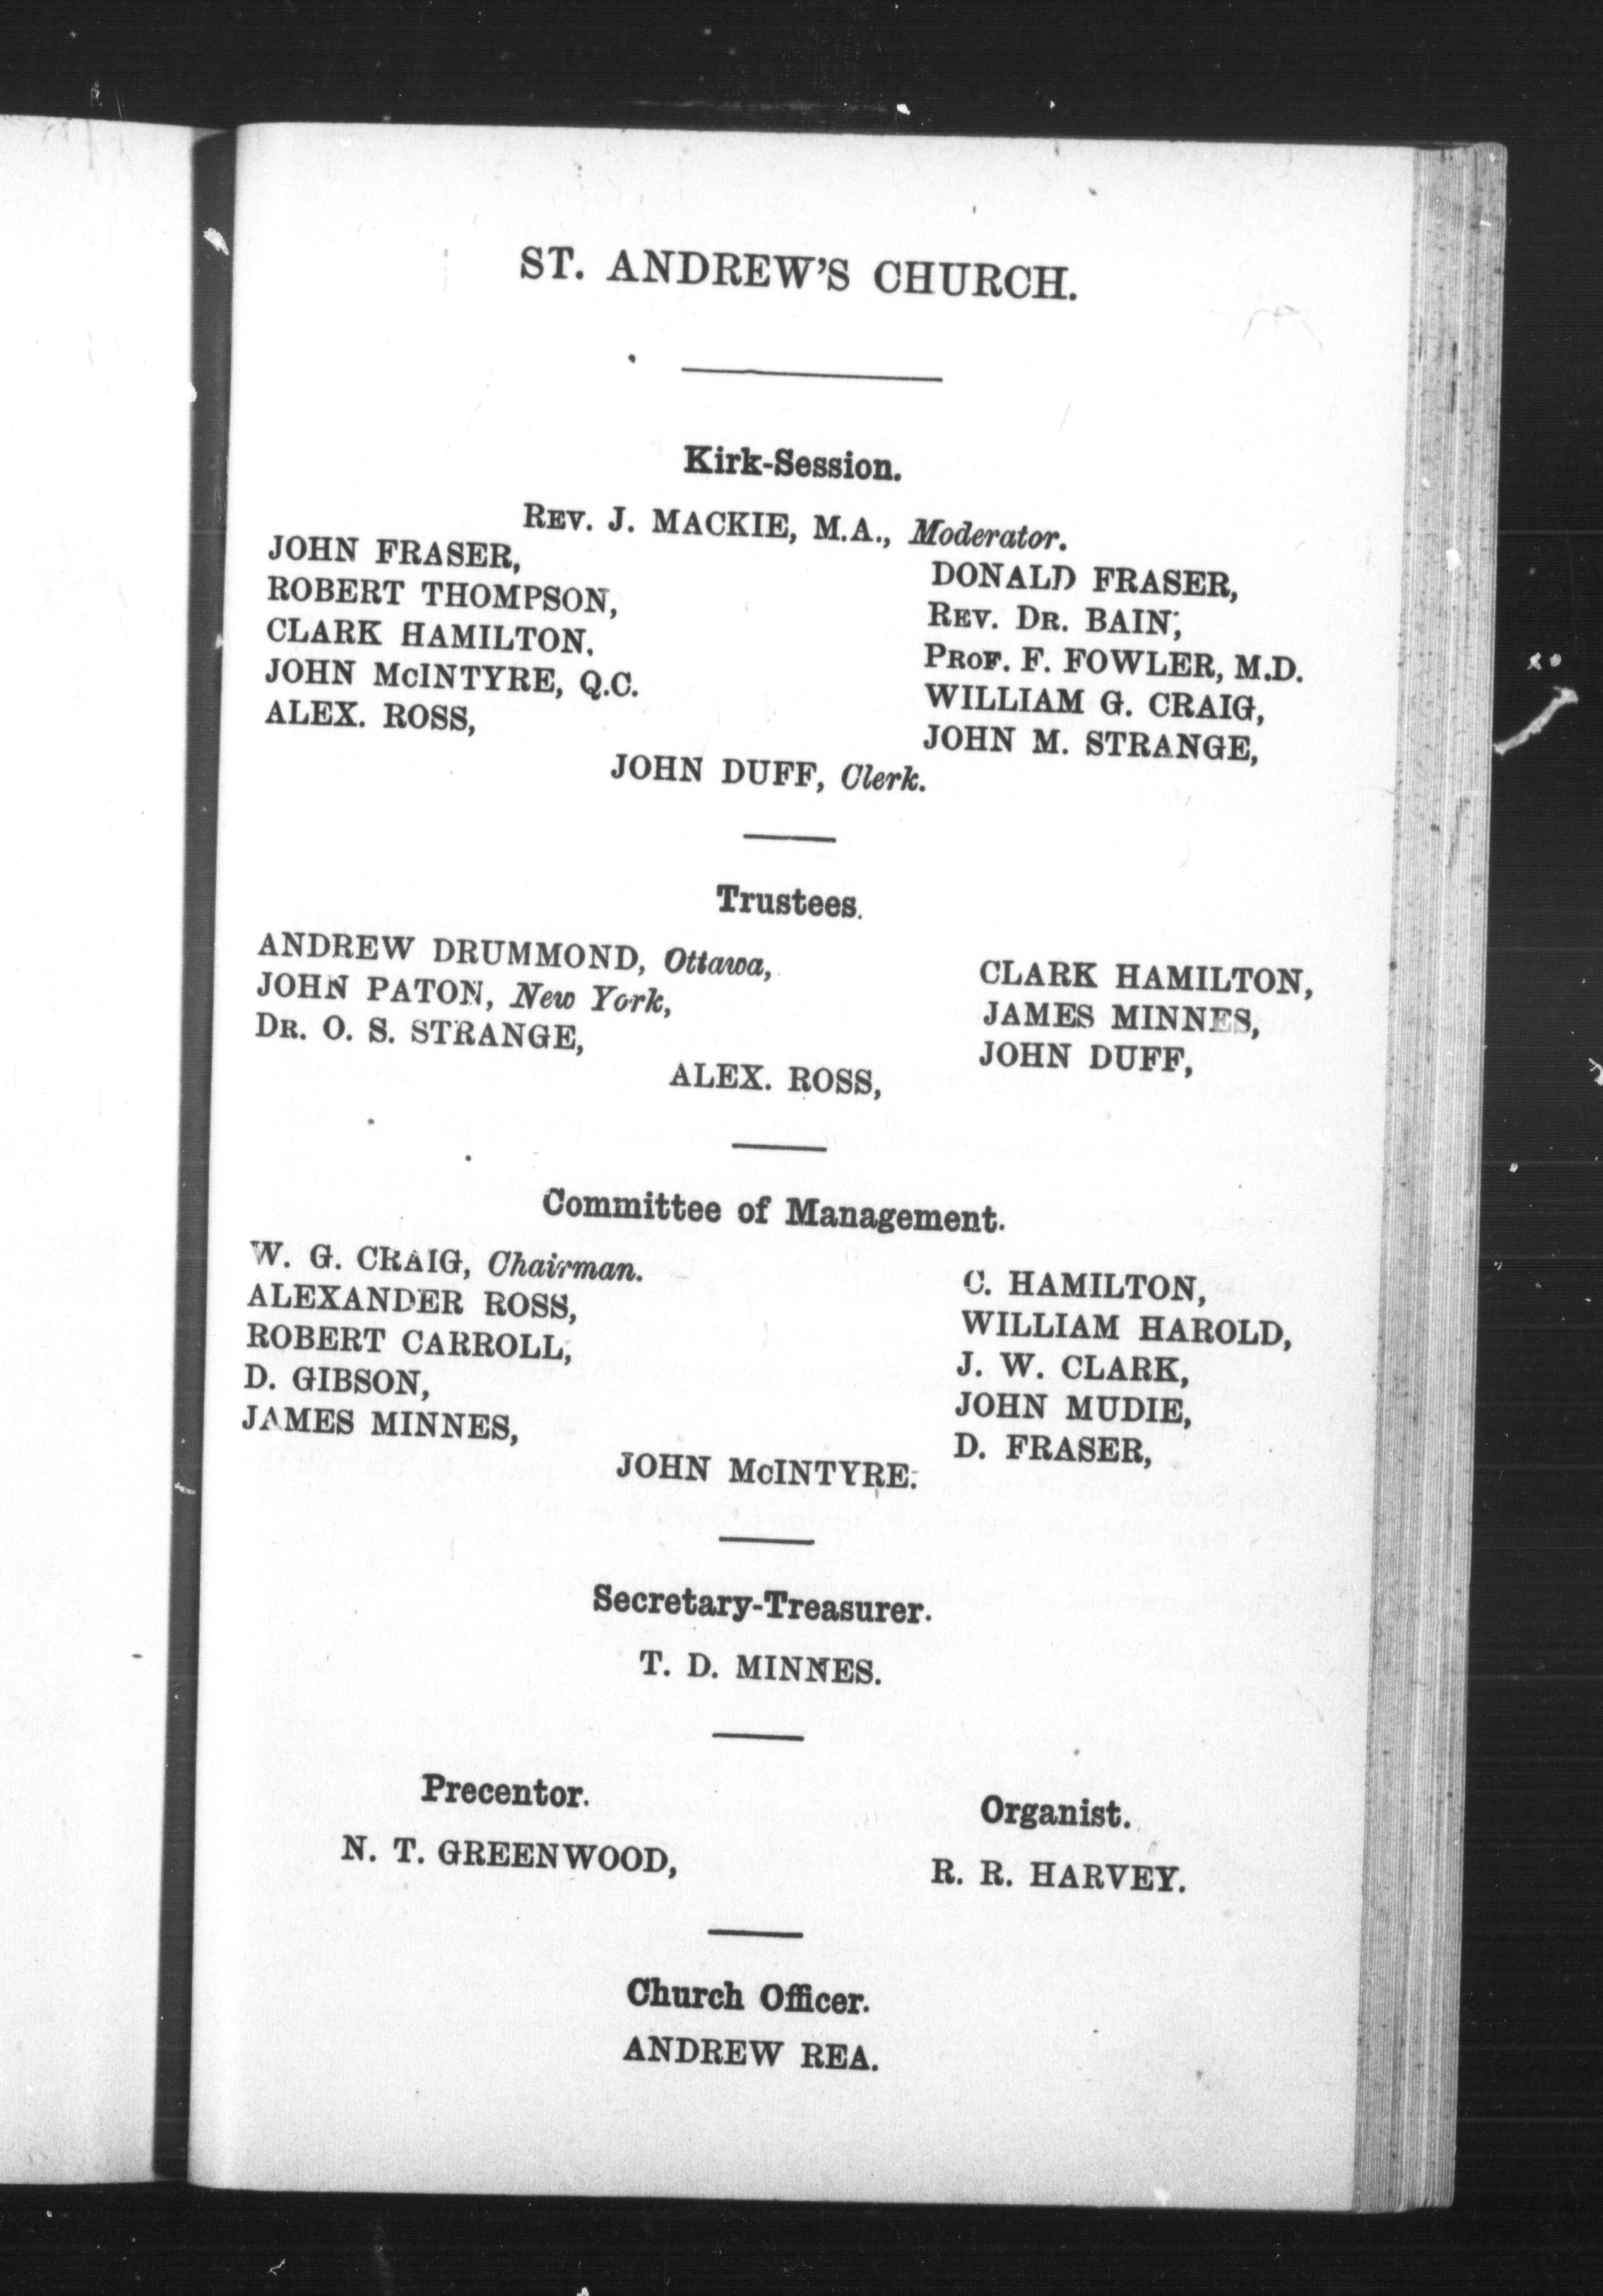 ST. ANDREW'S CHURCH.
Kirk-Session.
REV. J. MACKIE, M.A., Moderator.
JOHN FRASER, DONALD FRASER,
ROBERT THOMPSON, REV. DR. BAIN,
CLARK HAMILTON. PROF. F. FOWLER, M.D.
JOHN McINTYRE, Q.C. WILLIAM G. CRAIG,
ALEX. ROSS, JOHN M. STRANGE,
JOHN DUFF, Clerk.
Trustees.
ANDREW DRUMMOND, Ottawa, CLARK HAMILTON,
JOHN PATON, New York, JAMES MINNES,
DR. O. S. STRANGE, JOHN DUFF,
ALEX. ROSS,
Committee of Management.
W. G. CRAIG, Chairman. C. HAMILTON,
ALEXANDER ROSS, WILLIAM HAROLD,
ROBERT CARROLL, J. W. CLARK,
D. GIBSON, JOHN MUDIE,
JAMES MINNES, D. FRASER,
JOHN McINTYRE.
Secretary-Treasurer.
T. D. MINNES.
Precentor. Organist.
N. T. GREENWOOD, R. R. HARVEY.
Church Officer.
ANDREW REA.